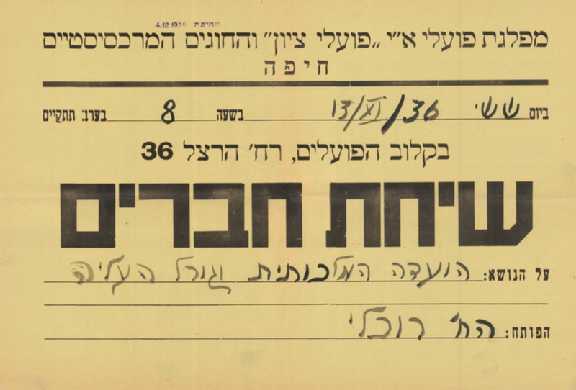 מפלגת פועלי א״י „פועלי ציון״ והחוגים המרכסיסטיים
חיפה
ביום ששי 13/XI/36 בשעה 8 בערב תתקיים
בקלוב הפועלים, רח׳ הרצל 36
שיחת חברים
על הנושא: הועדה המלכותית וגורל העליה
הפותח: הח׳ רוכלי